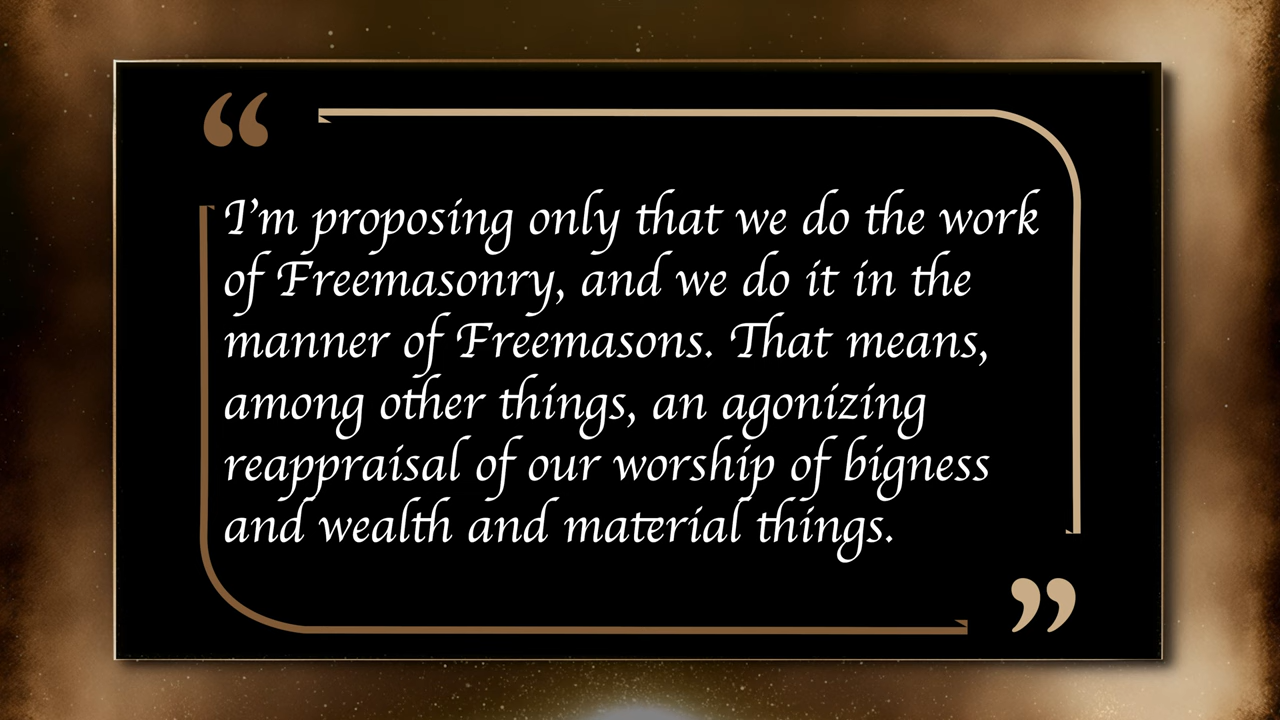 “
I'm proposing only that we do the work
of Freemasonry, and we do it in the
manner of Freemasons. That means,
among other things, an agonizing
reappraisal of our worship of bigness
and wealth and material things.
”